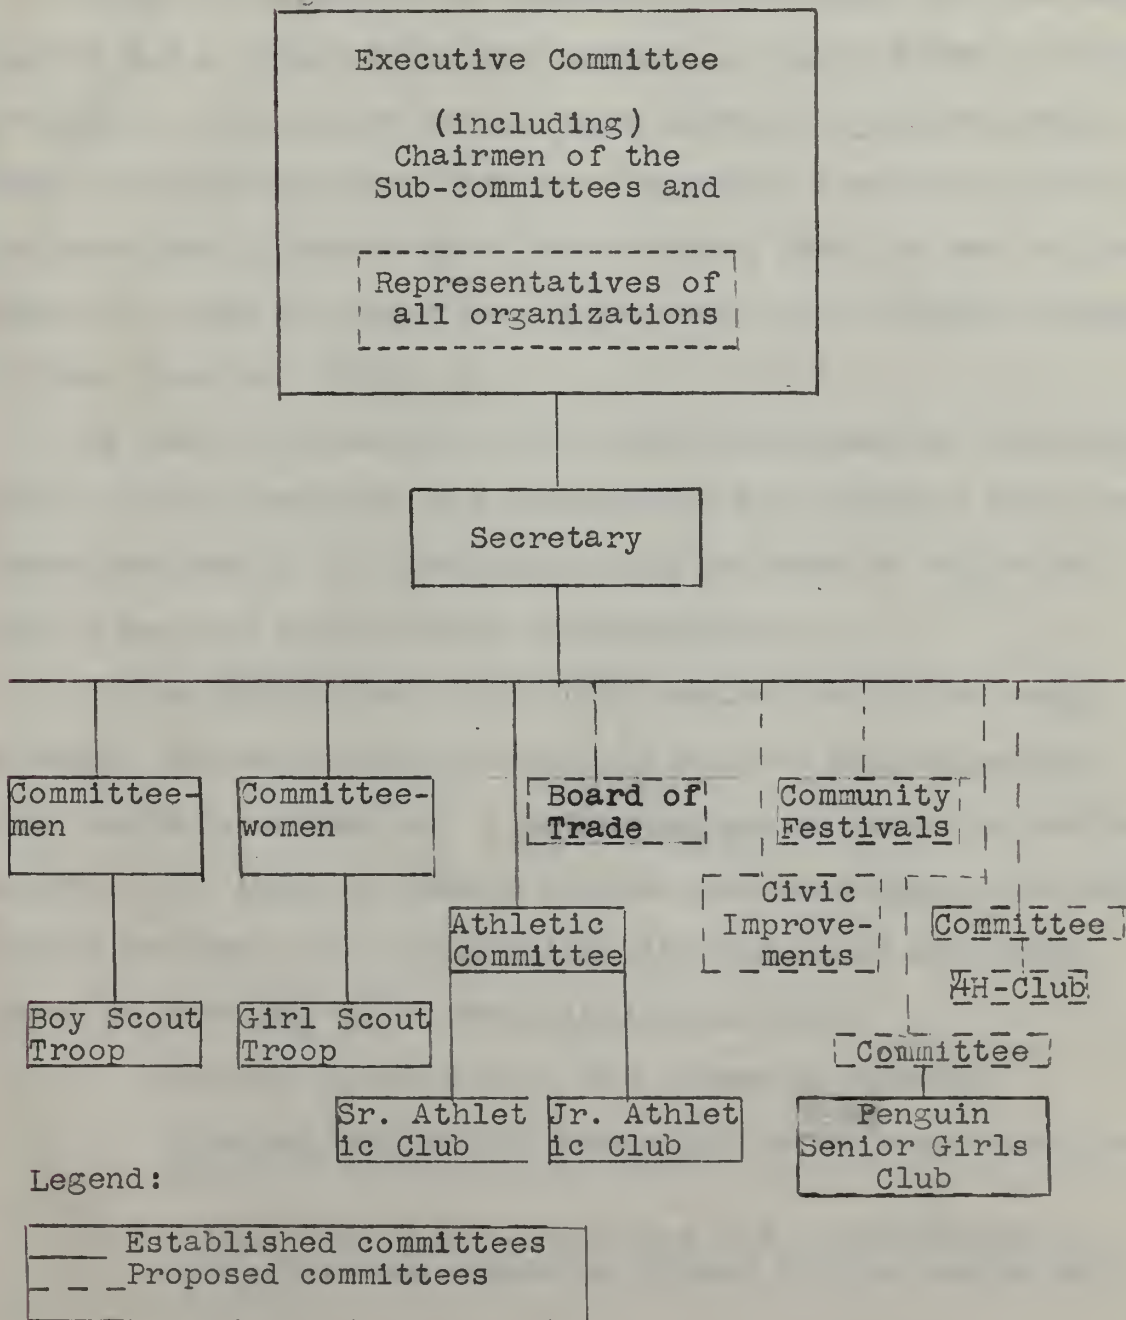 Executive Committee
(including)
Chairmen of the
Sub-committees and
Representatives of
all organizations
Secretary
Committee-
men
Committee-
women
Board of
Trade
Community
Festivals
Athletic
Committee
Civic
Improve-
ments
Committee
4H-Club
Boy Scout
Troop
Girl Scout
Troop
Committee
Sr. Athlet
ic Club
Jr. Athlet
ic Club
Penguin
Senior Girls
Club
Legend:
Established committees
Proposed committees